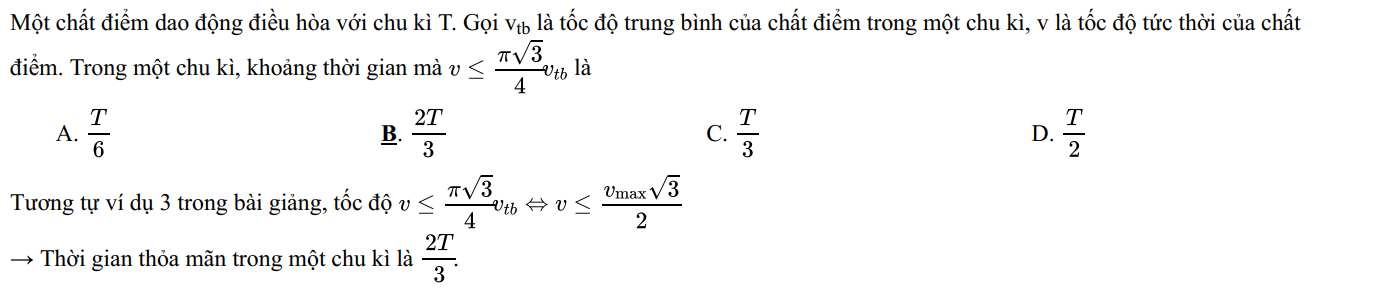 Một chất điểm dao động điều hòa với chu kì T. Gọi v_tb là tốc độ trung bình của chất điểm trong một chu kì, v là tốc độ tức thời của chất
điểm. Trong một chu kì, khoảng thời gian mà $v \leq \frac{\pi\sqrt{3}}{4}v_{tb}$ là
A. $\frac{T}{6}$ B. $\frac{2T}{3}$ C. $\frac{T}{3}$ D. $\frac{T}{2}$
Tương tự ví dụ 3 trong bài giảng, tốc độ $v \leq \frac{\pi\sqrt{3}}{4}v_{tb} \Leftrightarrow v \leq \frac{v_{\max}\sqrt{3}}{2}$
→ Thời gian thỏa mãn trong một chu kì là $\frac{2T}{3}$.